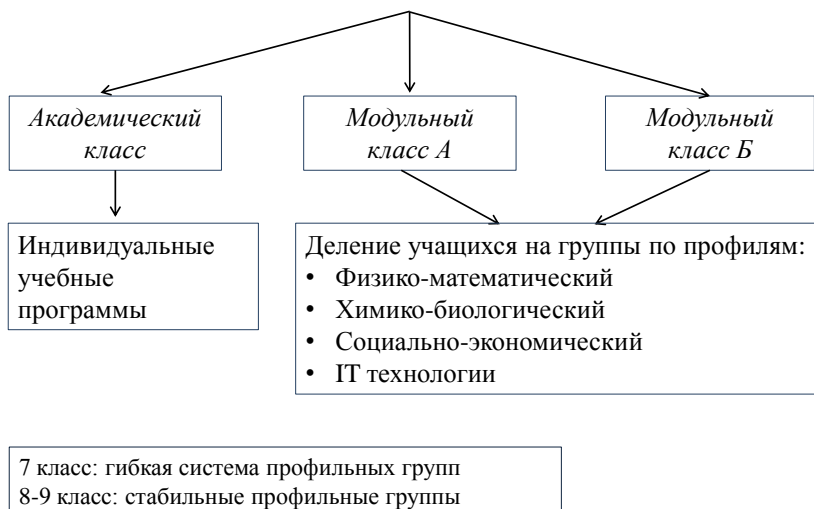 Академический
класс
Модульный
класс А
Модульный
класс Б
Индивидуальные
учебные
программы
Деление учащихся на группы по профилям:
• Физико-математический
• Химико-биологический
• Социально-экономический
• IT технологии
7 класс: гибкая система профильных групп
8-9 класс: стабильные профильные группы